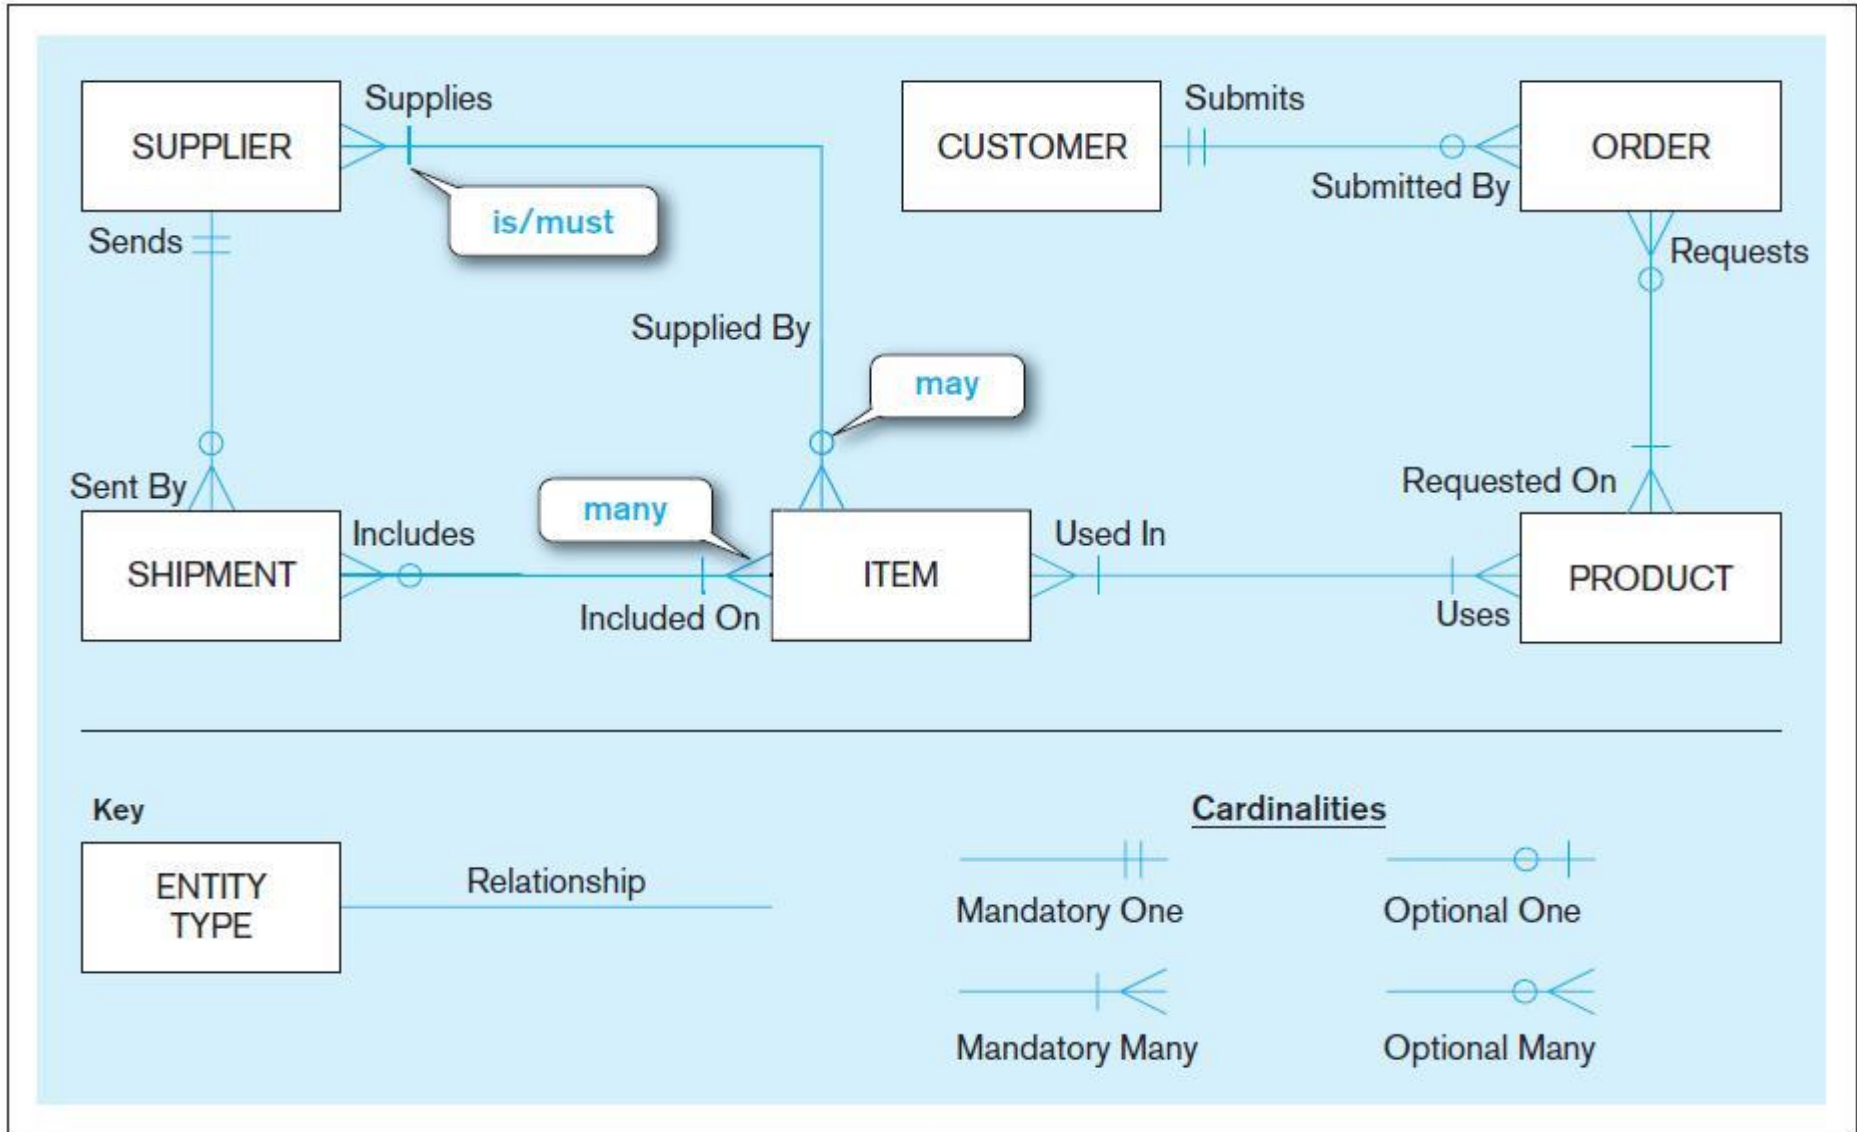 Supplies
Submits
SUPPLIER
CUSTOMER
ORDER
Submitted By
is/must
Sends
Requests
Supplied By
may
Sent By
Requested On
many
Includes
Used In
SHIPMENT
ITEM
PRODUCT
Included On
Uses
Key
Cardinalities
ENTITY
TYPE
Relationship
Mandatory One
Optional One
Mandatory Many
Optional Many